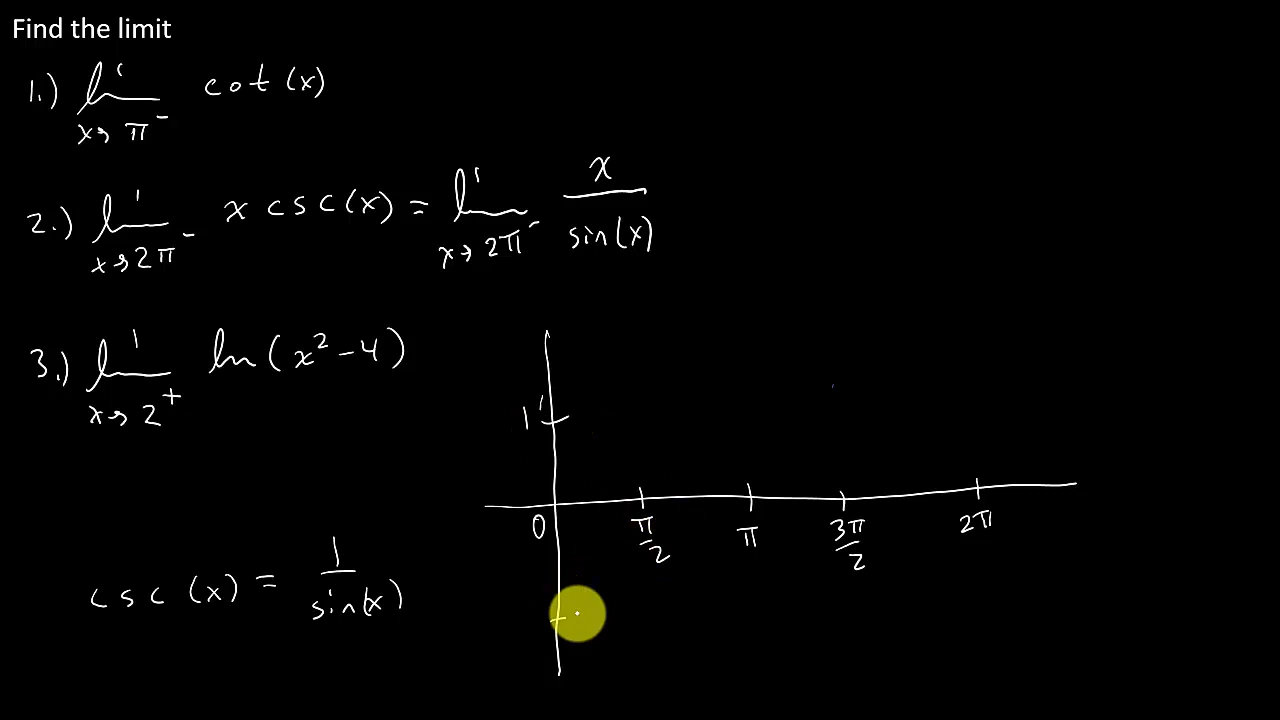 Find the limit
1.) lim x→π⁻ cot(x)
2.) lim x→2π⁻ x csc(x) = lim x→2π⁻ x/sin(x)
3.) lim x→2⁺ ln(x²-4)
1
0 π/2 π 3π/2 2π
csc(x) = 1/sin(x)